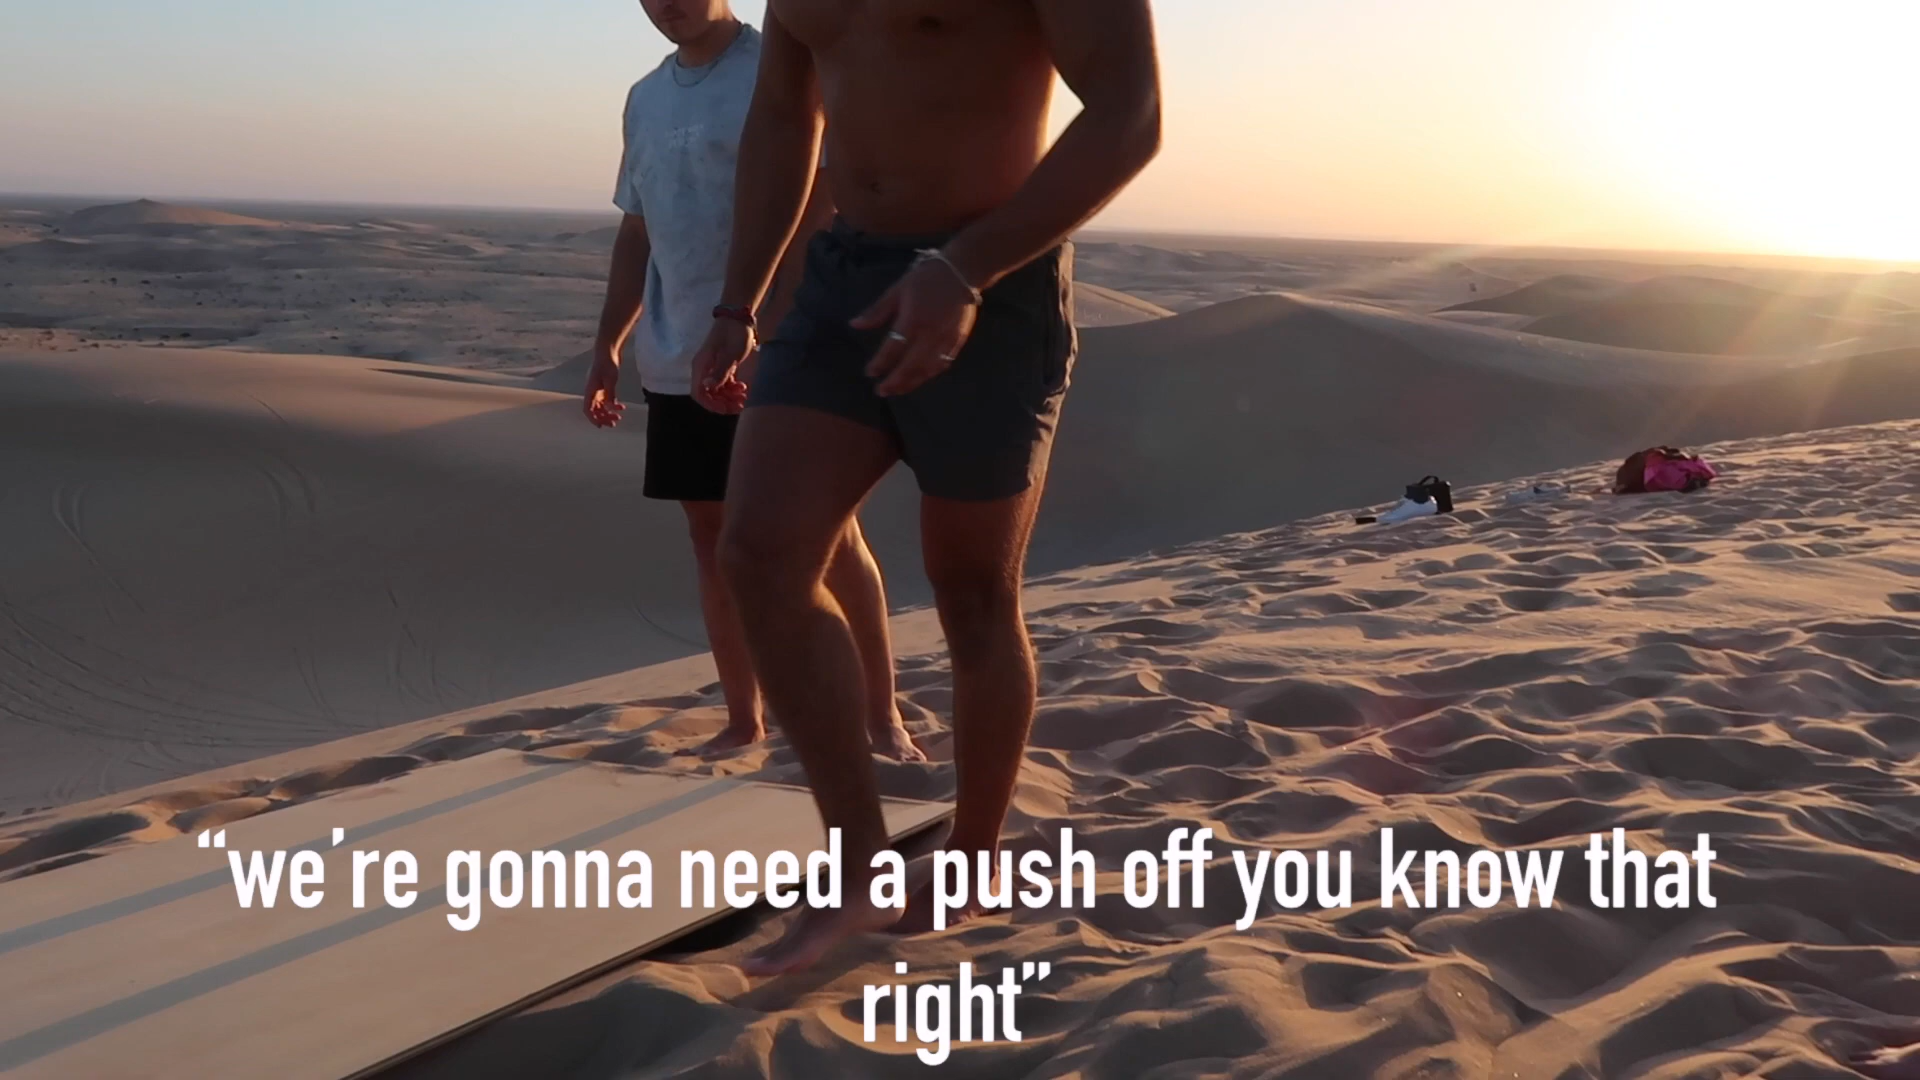 “we’re gonna need a push off you know that
right”